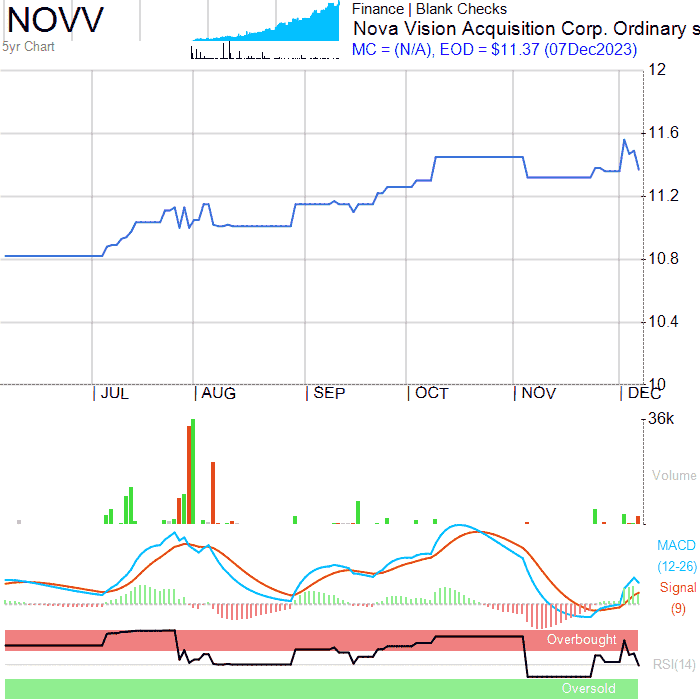 NOVV
5yr Chart
Finance | Blank Checks
Nova Vision Acquisition Corp. Ordinary s
MC = (N/A), EOD = $11.37 (07Dec2023)
12
11.6
11.2
10.8
10.4
10
JUL AUG SEP OCT NOV DEC
36k
Volume
MACD
(12-26)
Signal
(9)
Overbought
RSI(14)
Oversold